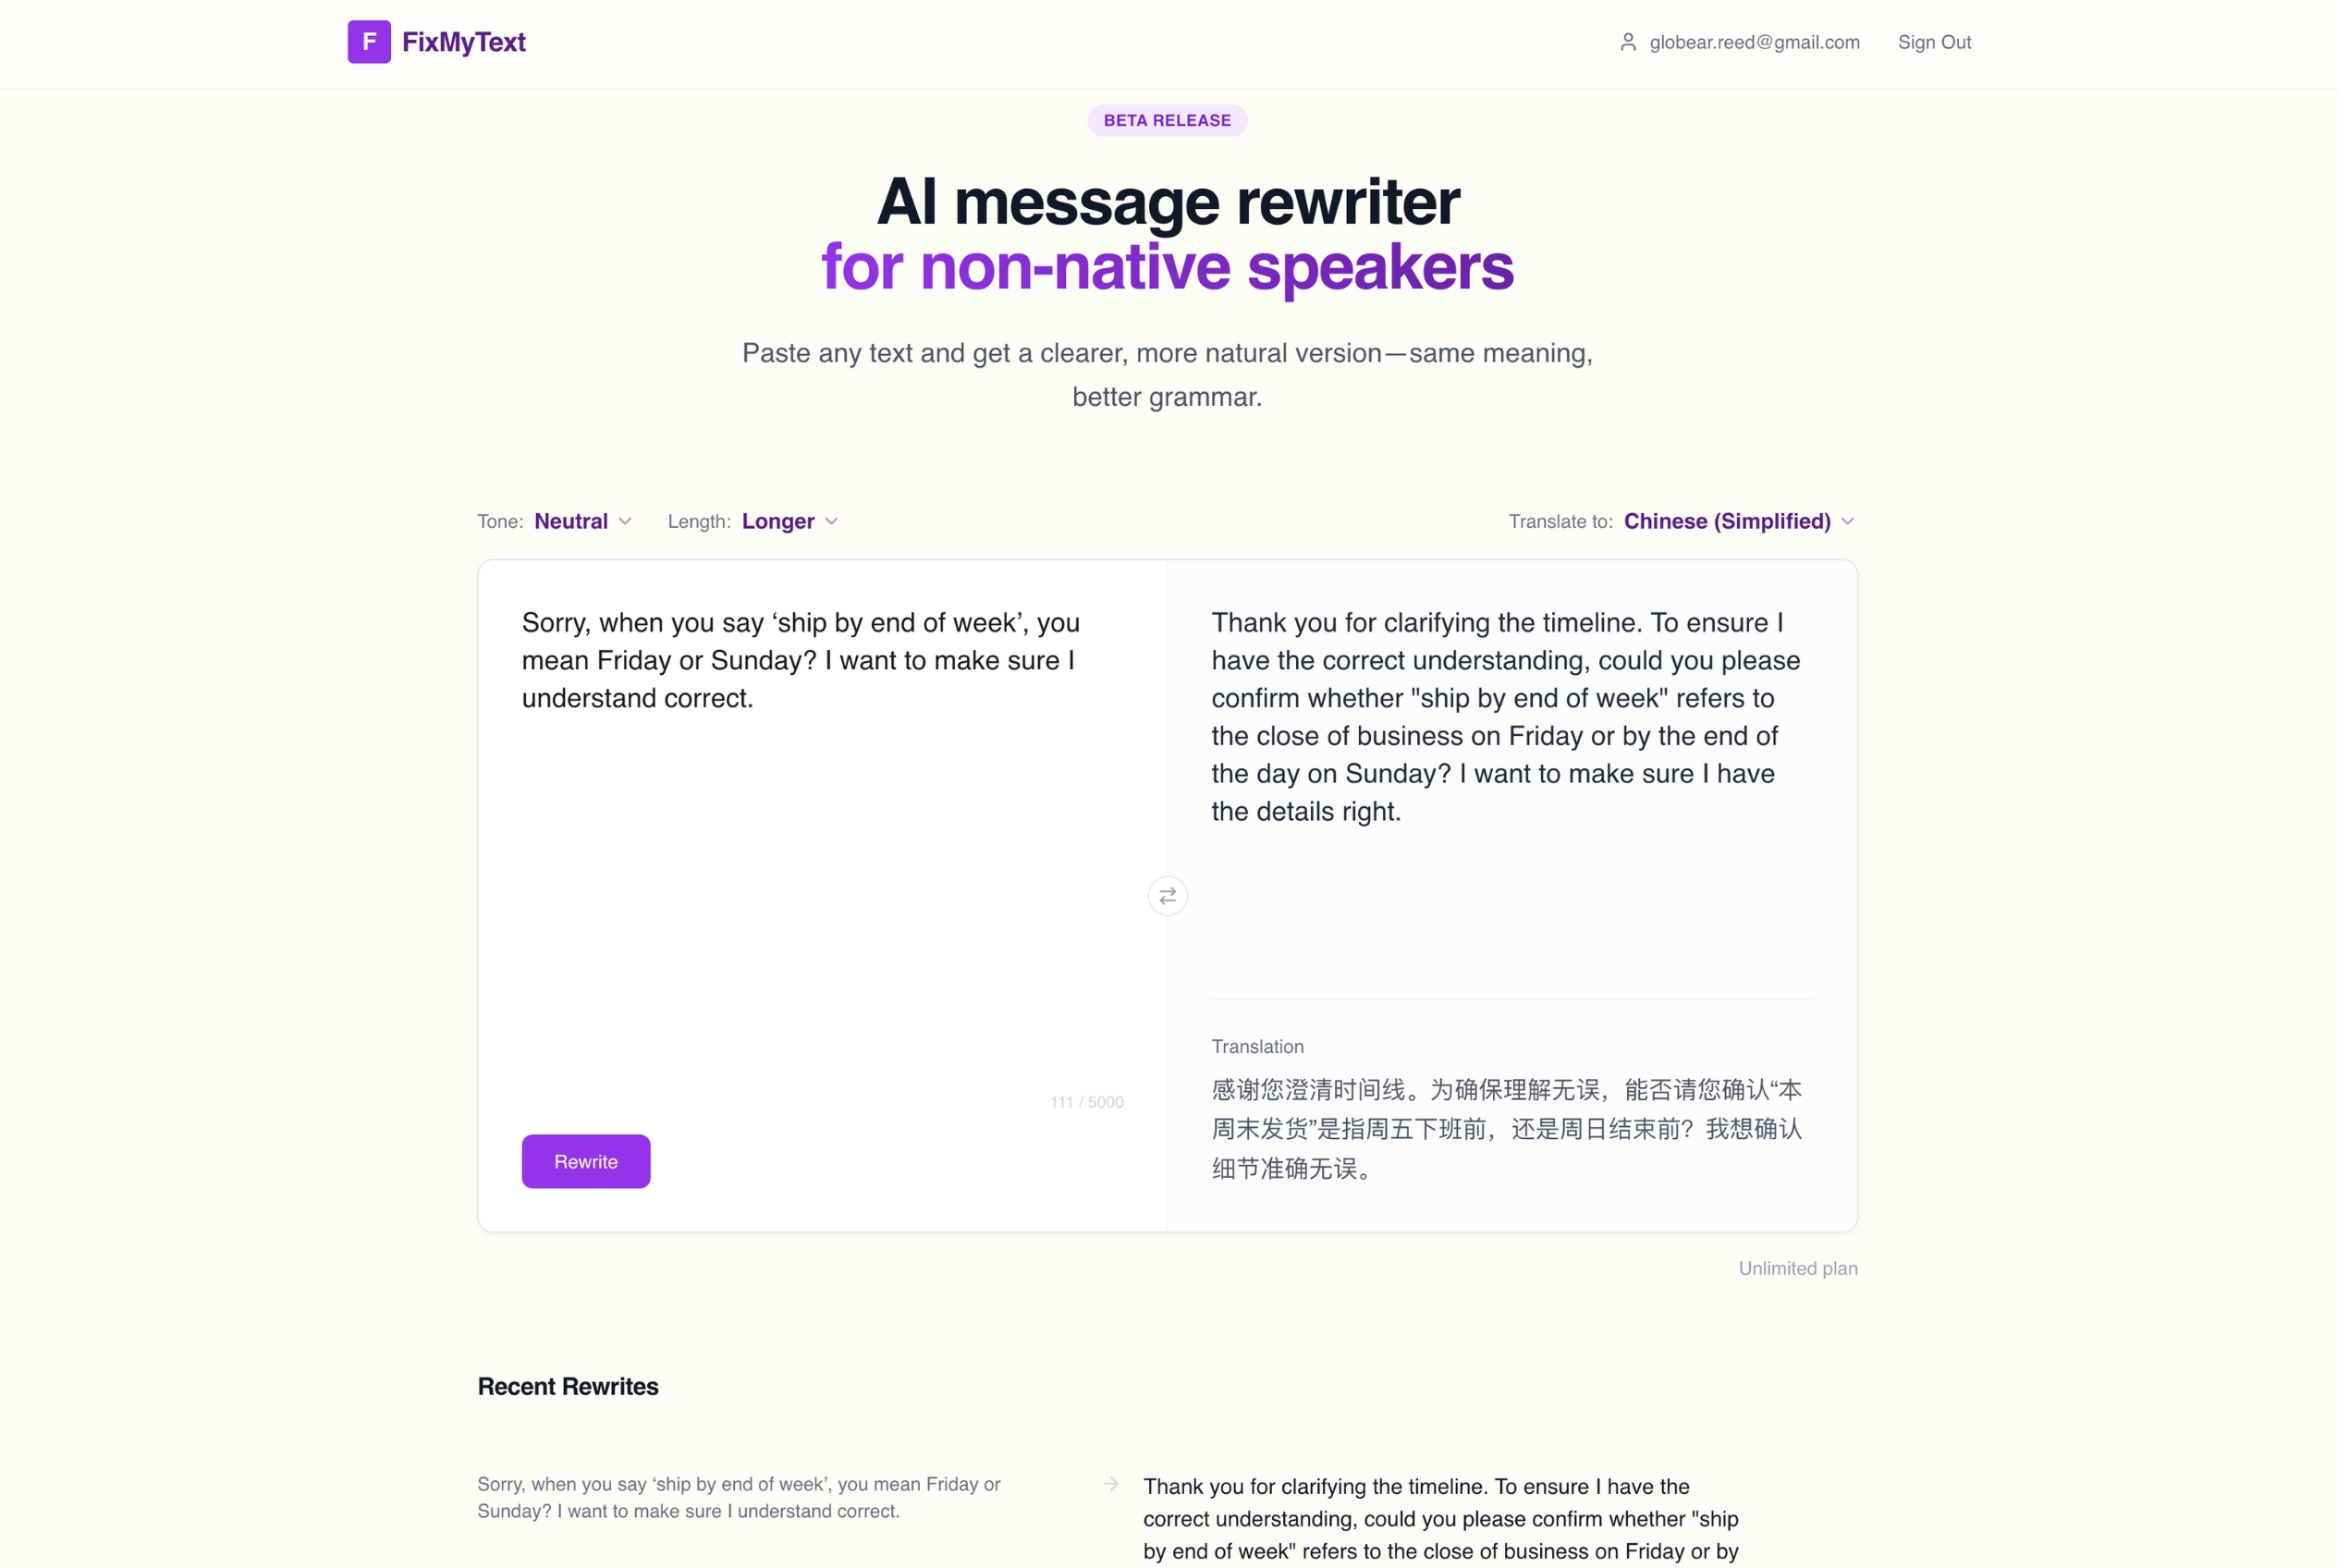 F FixMyText
globear.reed@gmail.com Sign Out
BETA RELEASE
AI message rewriter
for non-native speakers
Paste any text and get a clearer, more natural version—same meaning,
better grammar.
Tone: Neutral Length: Longer Translate to: Chinese (Simplified)
Sorry, when you say ‘ship by end of week’, you
mean Friday or Sunday? I want to make sure I
understand correct.
111 / 5000
Rewrite
Thank you for clarifying the timeline. To ensure I
have the correct understanding, could you please
confirm whether "ship by end of week" refers to
the close of business on Friday or by the end of
the day on Sunday? I want to make sure I have
the details right.
Translation
感谢您澄清时间线。为确保理解无误，能否请您确认“本
周末发货”是指周五下班前，还是周日结束前？我想确认
细节准确无误。
Unlimited plan
Recent Rewrites
Sorry, when you say ‘ship by end of week’, you mean Friday or
Sunday? I want to make sure I understand correct.
Thank you for clarifying the timeline. To ensure I have the
correct understanding, could you please confirm whether "ship
by end of week" refers to the close of business on Friday or by